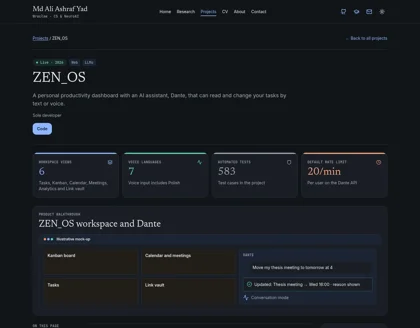 Md Ali Ashraf Yad
Home Research Projects CV About Contact
Projects / ZEN_OS
← Back to all projects
Live · 2026 Web LLMs
ZEN_OS
A personal productivity dashboard with an AI assistant, Dante, that can read and change your tasks by
text or voice.
Sole developer
Code
WORKSPACE VIEWS
6
Tasks, Kanban, Calendar, Meetings,
Analytics and Link vault
VOICE LANGUAGES
7
Voice input includes Polish
AUTOMATED TESTS
583
Test cases in the project
DEFAULT RATE LIMIT
20/min
Per user on the Dante API
PRODUCT WALKTHROUGH
ZEN_OS workspace and Dante
Illustrative mock-up
Kanban board
Calendar and meetings
Tasks
Link vault
DANTE
Move my thesis meeting to tomorrow at 4
Updated: Thesis meeting → Wed 16:00 · reason shown
Conversation mode
ON THIS PAGE